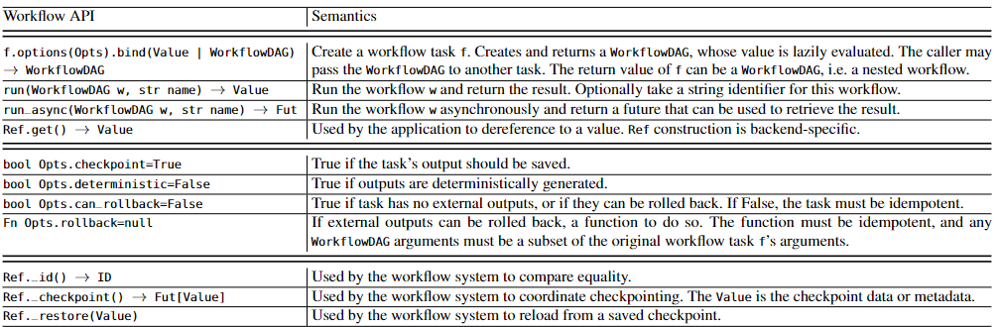 Workflow API Semantics
f.options(Opts).bind(Value | WorkflowDAG) Create a workflow task f. Creates and returns a WorkflowDAG, whose value is lazily evaluated. The caller may
→ WorkflowDAG pass the WorkflowDAG to another task. The return value of f can be a WorkflowDAG, i.e. a nested workflow.
run(WorkflowDAG w, str name) → Value Run the workflow w and return the result. Optionally take a string identifier for this workflow.
run_async(WorkflowDAG w, str name) → Fut Run the workflow w asynchronously and return a future that can be used to retrieve the result.
Ref.get() → Value Used by the application to dereference to a value. Ref construction is backend-specific.
bool Opts.checkpoint=True True if the task's output should be saved.
bool Opts.deterministic=False True if outputs are deterministically generated.
bool Opts.can_rollback=False True if task has no external outputs, or if they can be rolled back. If False, the task must be idempotent.
Fn Opts.rollback=null If external outputs can be rolled back, a function to do so. The function must be idempotent, and any
WorkflowDAG arguments must be a subset of the original workflow task f's arguments.
Ref._id() → ID Used by the workflow system to compare equality.
Ref._checkpoint() → Fut[Value] Used by the workflow system to coordinate checkpointing. The Value is the checkpoint data or metadata.
Ref._restore(Value) Used by the workflow system to reload from a saved checkpoint.